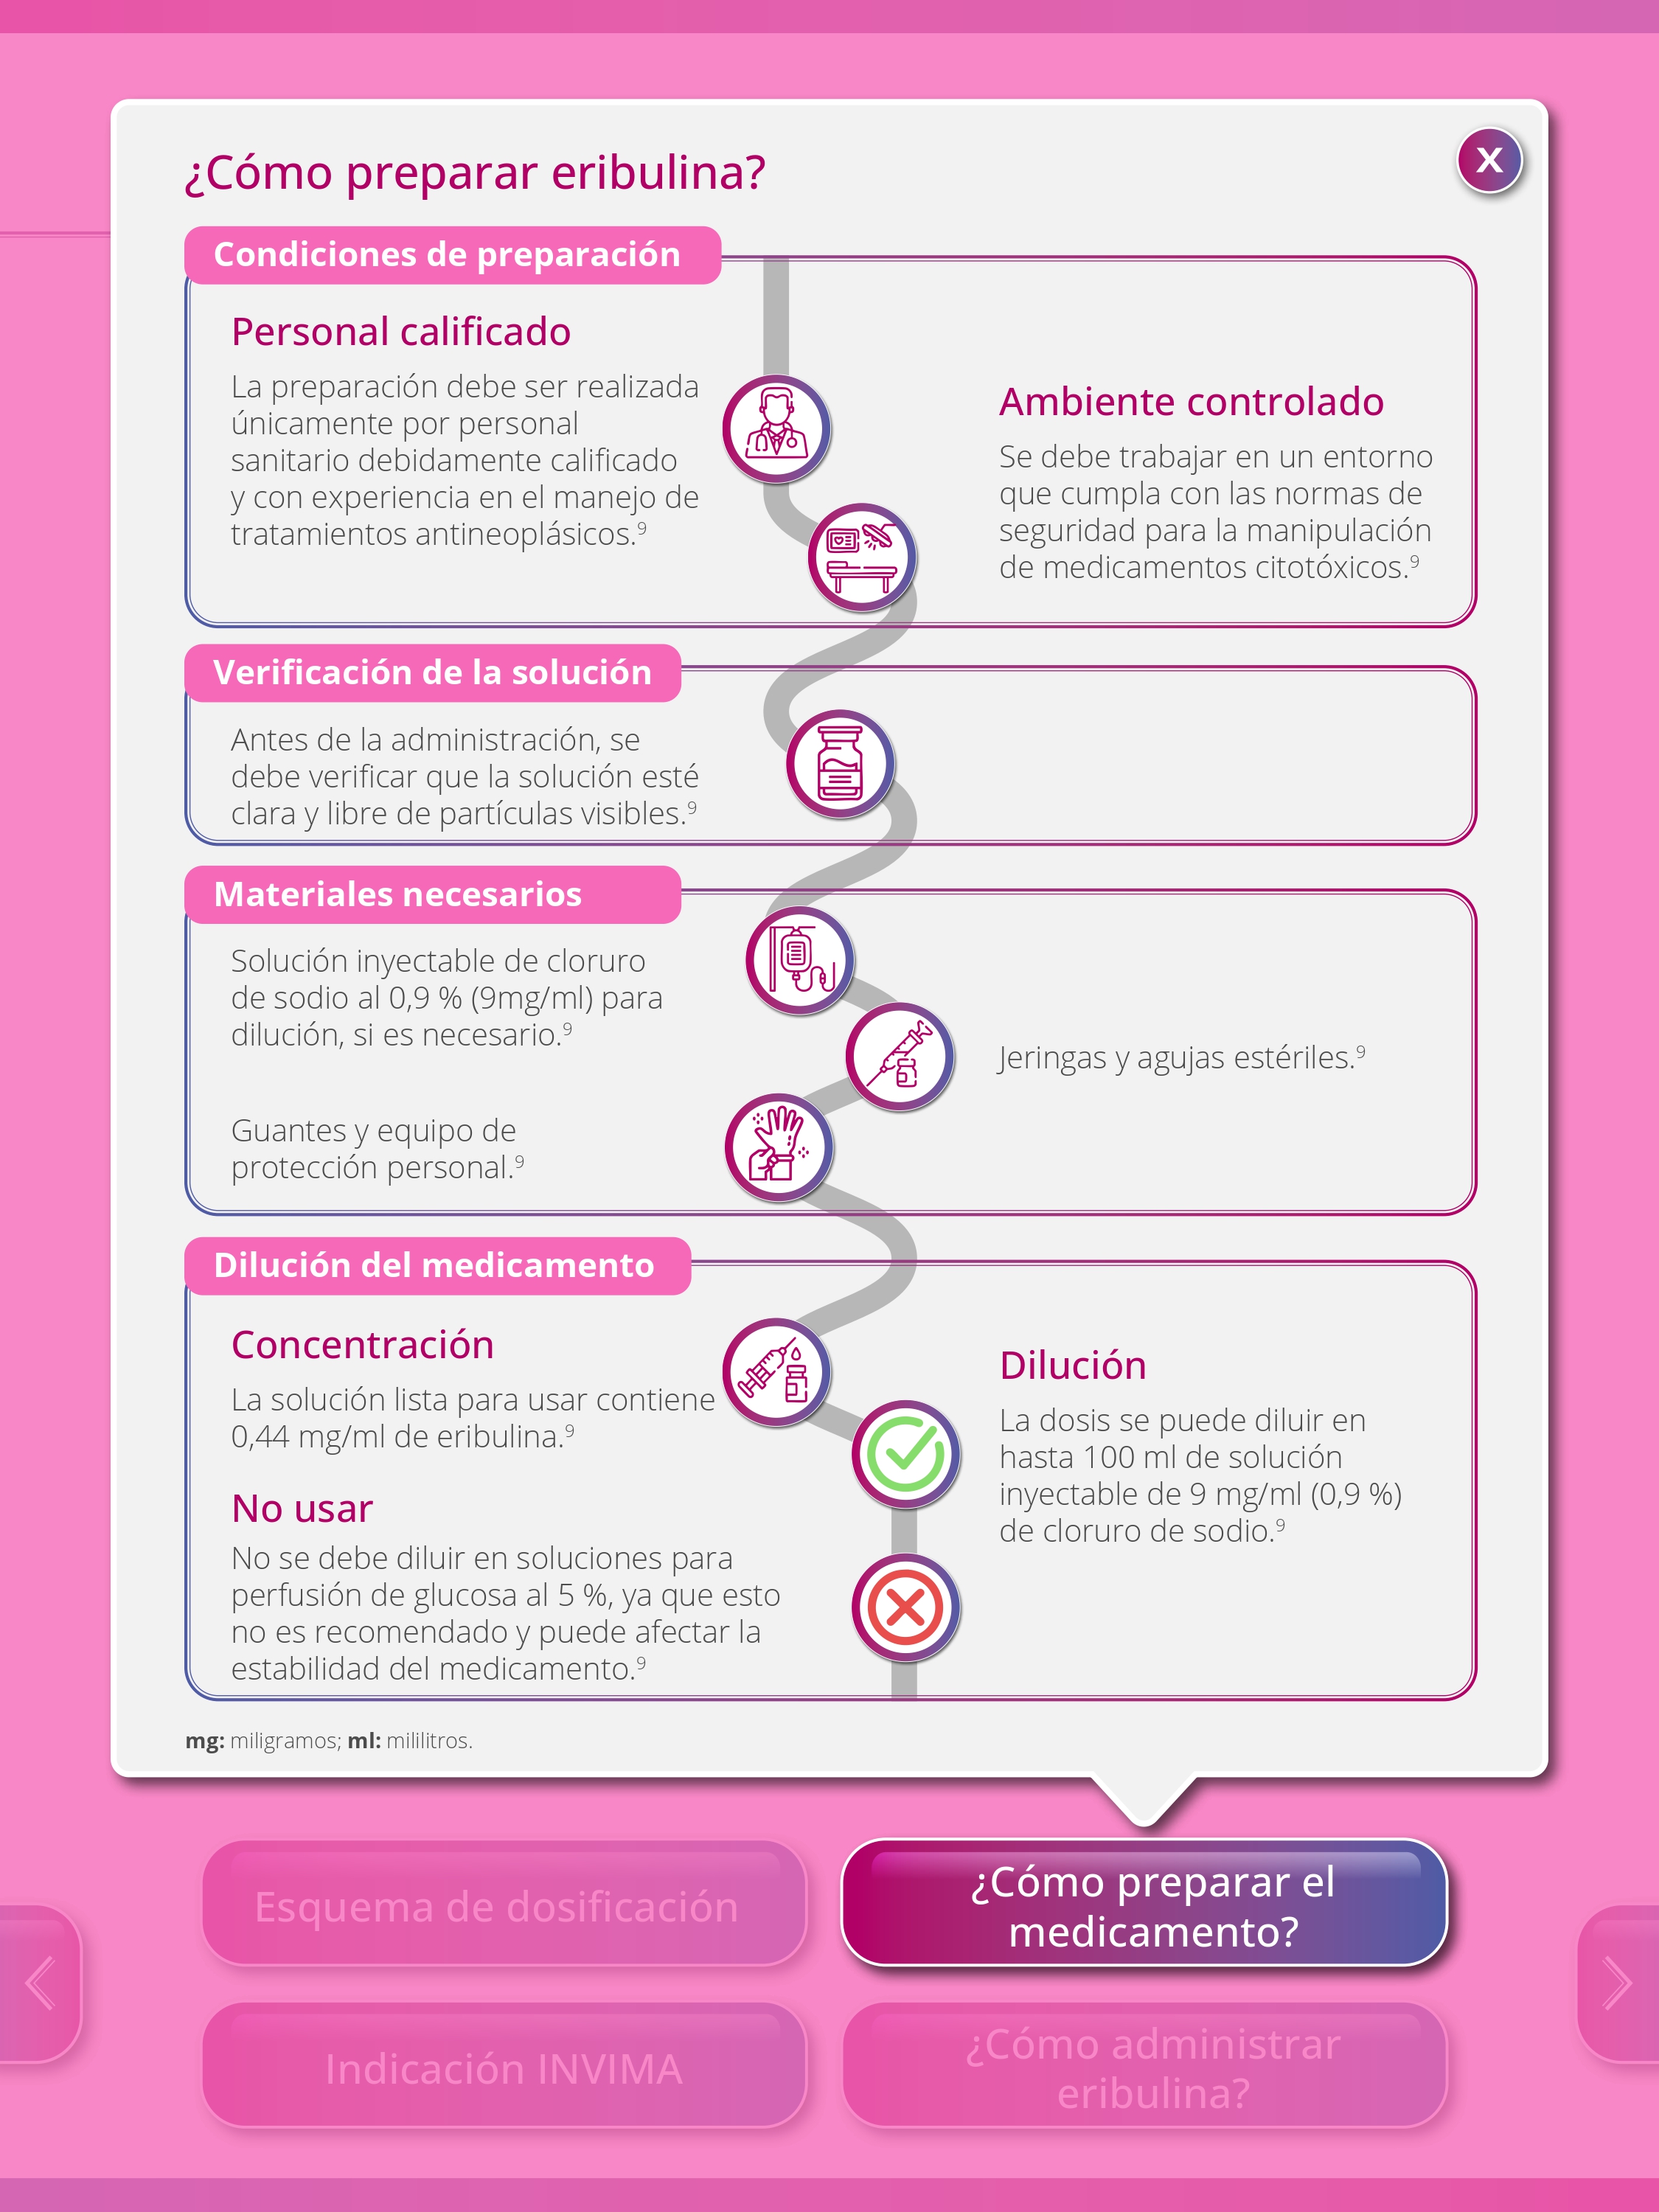 ¿Cómo preparar eribulina?
X
Condiciones de preparación
Personal calificado
La preparación debe ser realizada
únicamente por personal
sanitario debidamente calificado
y con experiencia en el manejo de
tratamientos antineoplásicos.⁹
Ambiente controlado
Se debe trabajar en un entorno
que cumpla con las normas de
seguridad para la manipulación
de medicamentos citotóxicos.⁹
Verificación de la solución
Antes de la administración, se
debe verificar que la solución esté
clara y libre de partículas visibles.⁹
Materiales necesarios
Solución inyectable de cloruro
de sodio al 0,9 % (9mg/ml) para
dilución, si es necesario.⁹
Jeringas y agujas estériles.⁹
Guantes y equipo de
protección personal.⁹
Dilución del medicamento
Concentración
La solución lista para usar contiene
0,44 mg/ml de eribulina.⁹
Dilución
La dosis se puede diluir en
hasta 100 ml de solución
inyectable de 9 mg/ml (0,9 %)
de cloruro de sodio.⁹
No usar
No se debe diluir en soluciones para
perfusión de glucosa al 5 %, ya que esto
no es recomendado y puede afectar la
estabilidad del medicamento.⁹
mg: miligramos; ml: mililitros.
Esquema de dosificación
¿Cómo preparar el
medicamento?
Indicación INVIMA
¿Cómo administrar
eribulina?